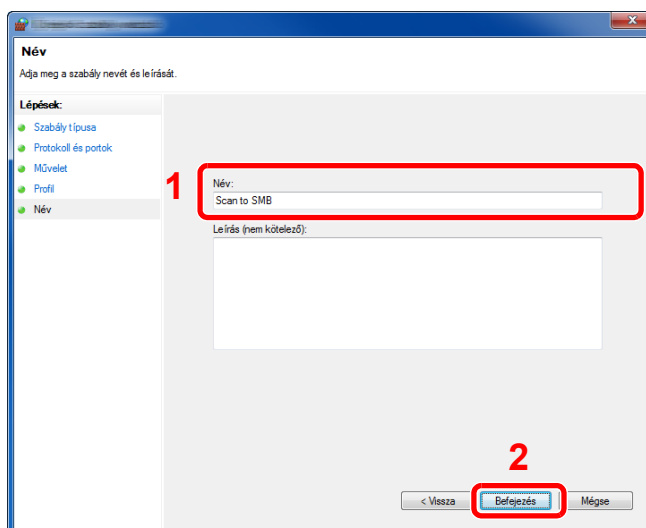 Név
Adja meg a szabály nevét és leírását.
Lépések:
Szabály típusa
Protokoll és portok
Művelet
Profil
Név
1
Név:
Scan to SMB
Leírás (nem kötelező):
2
< Vissza
Befejezés
Mégse